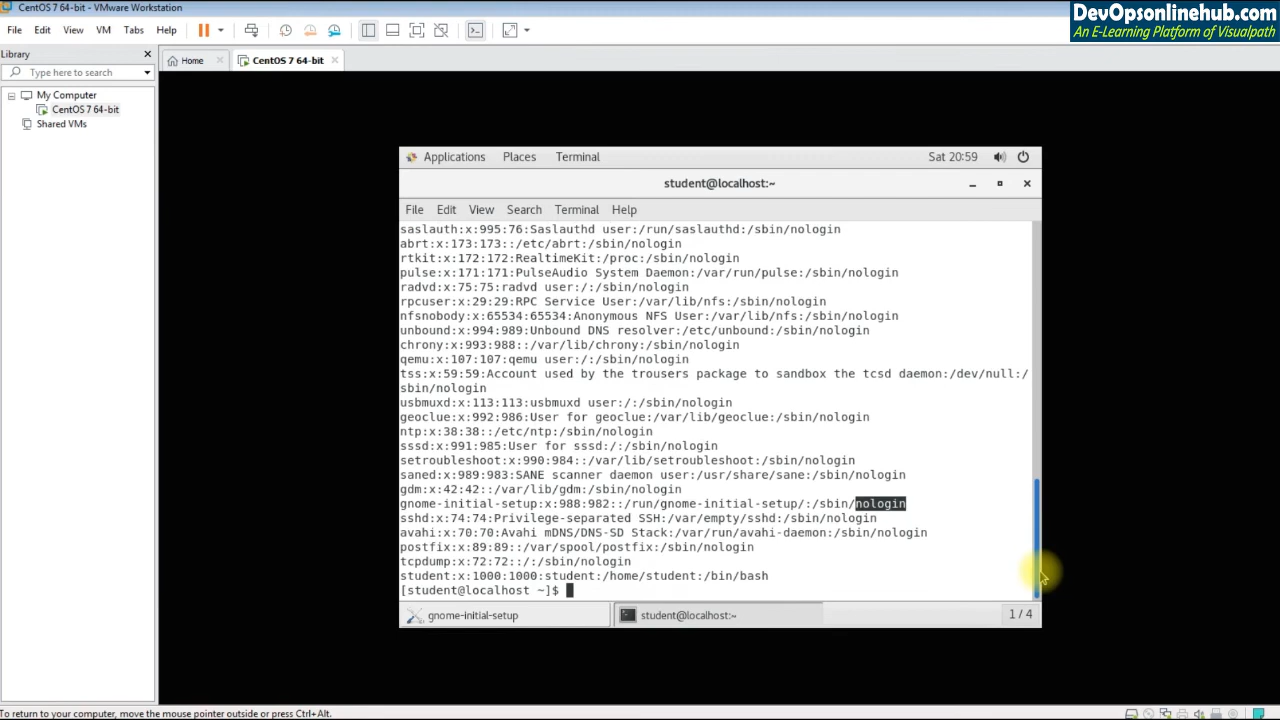 CentOS 7 64-bit - VMware Workstation
DevOpsonlinehub.com
An E-Learning Platform of Visualpath
File Edit View VM Tabs Help
Library
Home
CentOS 7 64-bit
Type here to search
My Computer
CentOS 7 64-bit
Shared VMs
Applications Places Terminal Sat 20:59
student@localhost:~
File Edit View Search Terminal Help
saslauth:x:995:76:Saslauthd user:/run/saslauthd:/sbin/nologin
abrt:x:173:173::/etc/abrt:/sbin/nologin
rtkit:x:172:172:RealtimeKit:/proc:/sbin/nologin
pulse:x:171:171:PulseAudio System Daemon:/var/run/pulse:/sbin/nologin
radvd:x:75:75:radvd user:/:/sbin/nologin
rpcuser:x:29:29:RPC Service User:/var/lib/nfs:/sbin/nologin
nfsnobody:x:65534:65534:Anonymous NFS User:/var/lib/nfs:/sbin/nologin
unbound:x:994:989:Unbound DNS resolver:/etc/unbound:/sbin/nologin
chrony:x:993:988::/var/lib/chrony:/sbin/nologin
qemu:x:107:107:qemu user:/:/sbin/nologin
tss:x:59:59:Account used by the trousers package to sandbox the tcsd daemon:/dev/null:/
sbin/nologin
usbmuxd:x:113:113:usbmuxd user:/:/sbin/nologin
geoclue:x:992:986:User for geoclue:/var/lib/geoclue:/sbin/nologin
ntp:x:38:38::/etc/ntp:/sbin/nologin
sssd:x:991:985:User for sssd:/:/sbin/nologin
setroubleshoot:x:990:984::/var/lib/setroubleshoot:/sbin/nologin
saned:x:989:983:SANE scanner daemon user:/usr/share/sane:/sbin/nologin
gdm:x:42:42::/var/lib/gdm:/sbin/nologin
gnome-initial-setup:x:988:982::/run/gnome-initial-setup/:/sbin/nologin
sshd:x:74:74:Privilege-separated SSH:/var/empty/sshd:/sbin/nologin
avahi:x:70:70:Avahi mDNS/DNS-SD Stack:/var/run/avahi-daemon:/sbin/nologin
postfix:x:89:89::/var/spool/postfix:/sbin/nologin
tcpdump:x:72:72::/:/sbin/nologin
student:x:1000:1000:student:/home/student:/bin/bash
[student@localhost ~]$
gnome-initial-setup student@localhost:~ 1 / 4
To return to your computer, move the mouse pointer outside or press Ctrl+Alt.